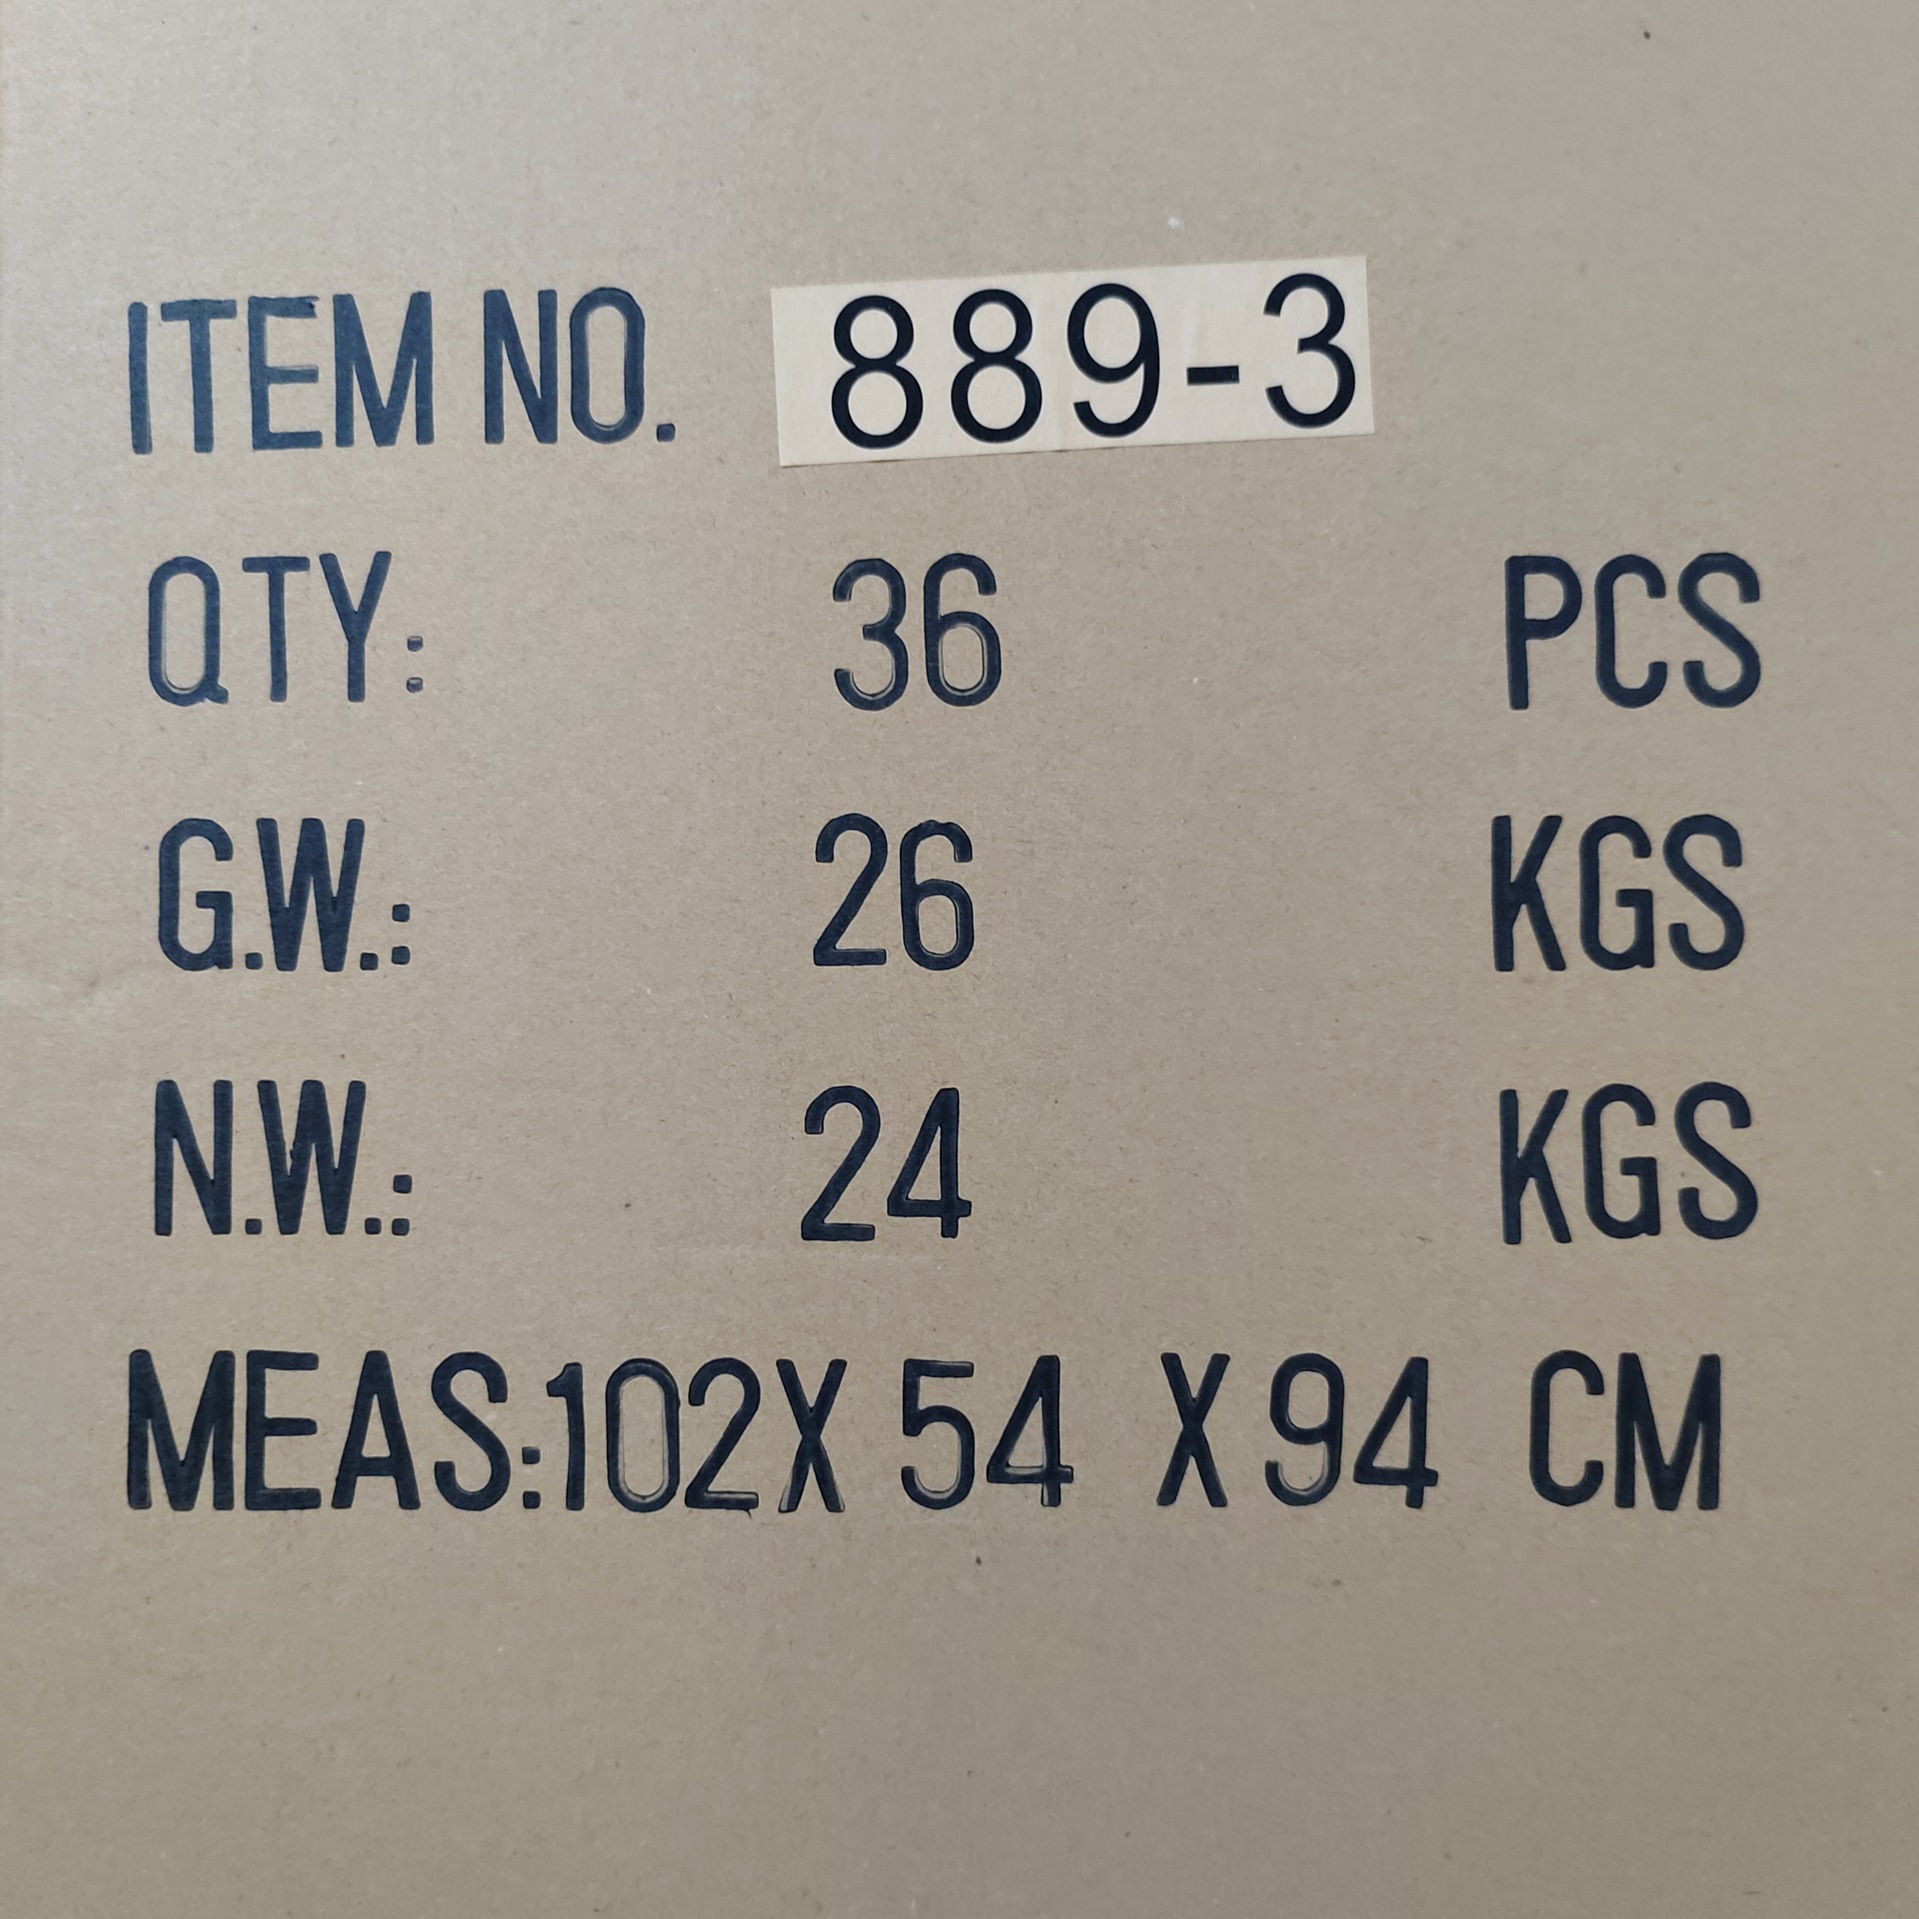 ITEM NO. 889-3
QTY: 36 PCS
G.W.: 26 KGS
N.W.: 24 KGS
MEAS:102X 54 X 94 CM